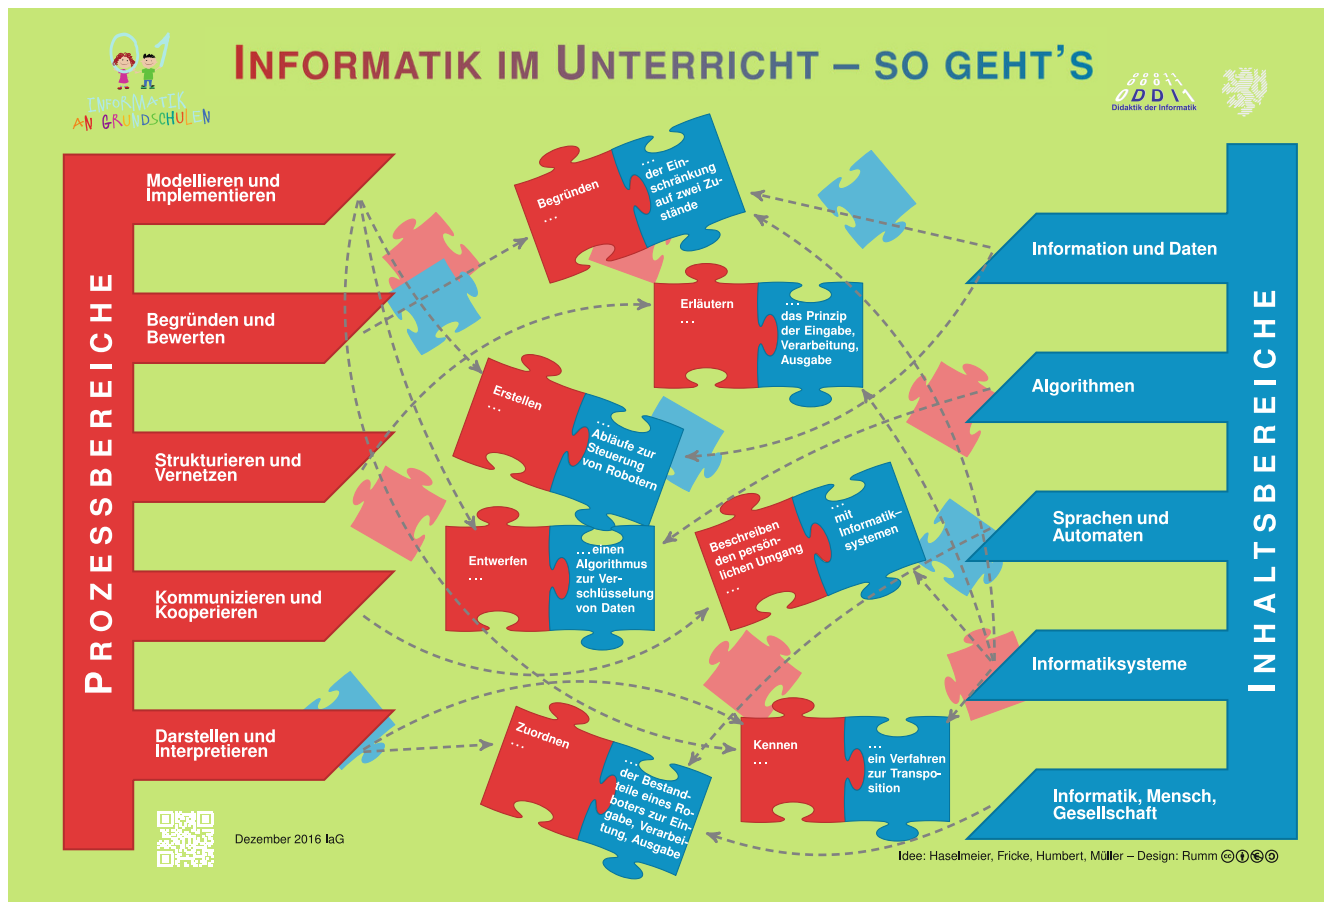 INFORMATIK IM UNTERRICHT – SO GEHT'S
01
INFORMATIK
AN GRUNDSCHULEN
00011
00011
0DDI1
Didaktik der Informatik
PROZESSBEREICHE
Modellieren und
Implementieren
Begründen und
Bewerten
Strukturieren und
Vernetzen
Kommunizieren und
Kooperieren
Darstellen und
Interpretieren
Begründen
...
...
der Ein-
schränkung
auf zwei Zu-
stände
Erläutern
...
...
das Prinzip
der Eingabe,
Verarbeitung,
Ausgabe
Erstellen
...
...
Abläufe zur
Steuerung
von Robotern
Entwerfen
...
...einen
Algorithmus
zur Ver-
schlüsselung
von Daten
Beschreiben
den persön-
lichen Umgang
...
...
mit
Informatik–
systemen
Zuordnen
...
...
der Bestand-
teile eines Ro-
boters zur Ein-
gabe, Verarbei-
tung, Ausgabe
Kennen
...
...
ein Verfahren
zur Transpo-
sition
INHALTSBEREICHE
Information und Daten
Algorithmen
Sprachen und
Automaten
Informatiksysteme
Informatik, Mensch,
Gesellschaft
Dezember 2016 IaG
Idee: Haselmeier, Fricke, Humbert, Müller – Design: Rumm